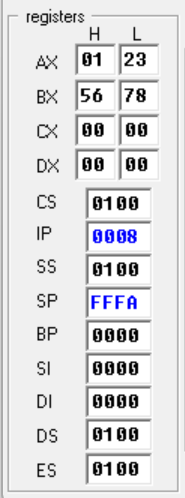 registers
H L
AX 01 23
BX 56 78
CX 00 00
DX 00 00
CS 0100
IP 0008
SS 0100
SP FFFA
BP 0000
SI 0000
DI 0000
DS 0100
ES 0100